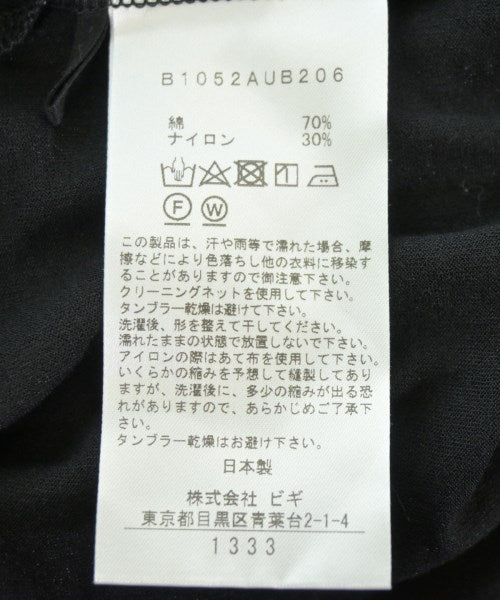 B1052AUB206
綿 70%
ナイロン 30%
F W
この製品は、汗や雨等で濡れた場合、摩
擦などにより色落ちし他の衣料に移染す
ることがありますので御注意下さい。
クリーニングネットを使用して下さい。
タンブラー乾燥は避けて下さい。
洗濯後、形を整えて干してください。
濡れたままの状態で放置しないで下さい。
アイロンの際はあて布を使用して下さい。
いくらかの縮みを予想して縫製してあり
ますが、洗濯後に、多少の縮みが出る恐
れがありますので、あらかじめご了承
下さい。
タンブラー乾燥はお避け下さい。
日本製
株式会社 ビギ
東京都目黒区青葉台2-1-4
1333